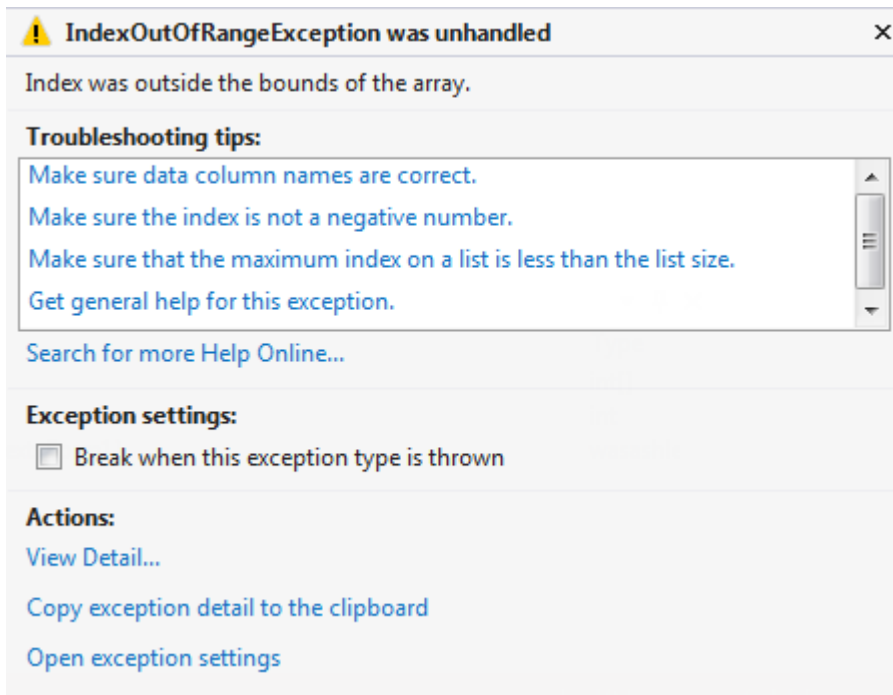 IndexOutOfRangeException was unhandled
Index was outside the bounds of the array.
Troubleshooting tips:
Make sure data column names are correct.
Make sure the index is not a negative number.
Make sure that the maximum index on a list is less than the list size.
Get general help for this exception.
Search for more Help Online...
Exception settings:
Break when this exception type is thrown
Actions:
View Detail...
Copy exception detail to the clipboard
Open exception settings